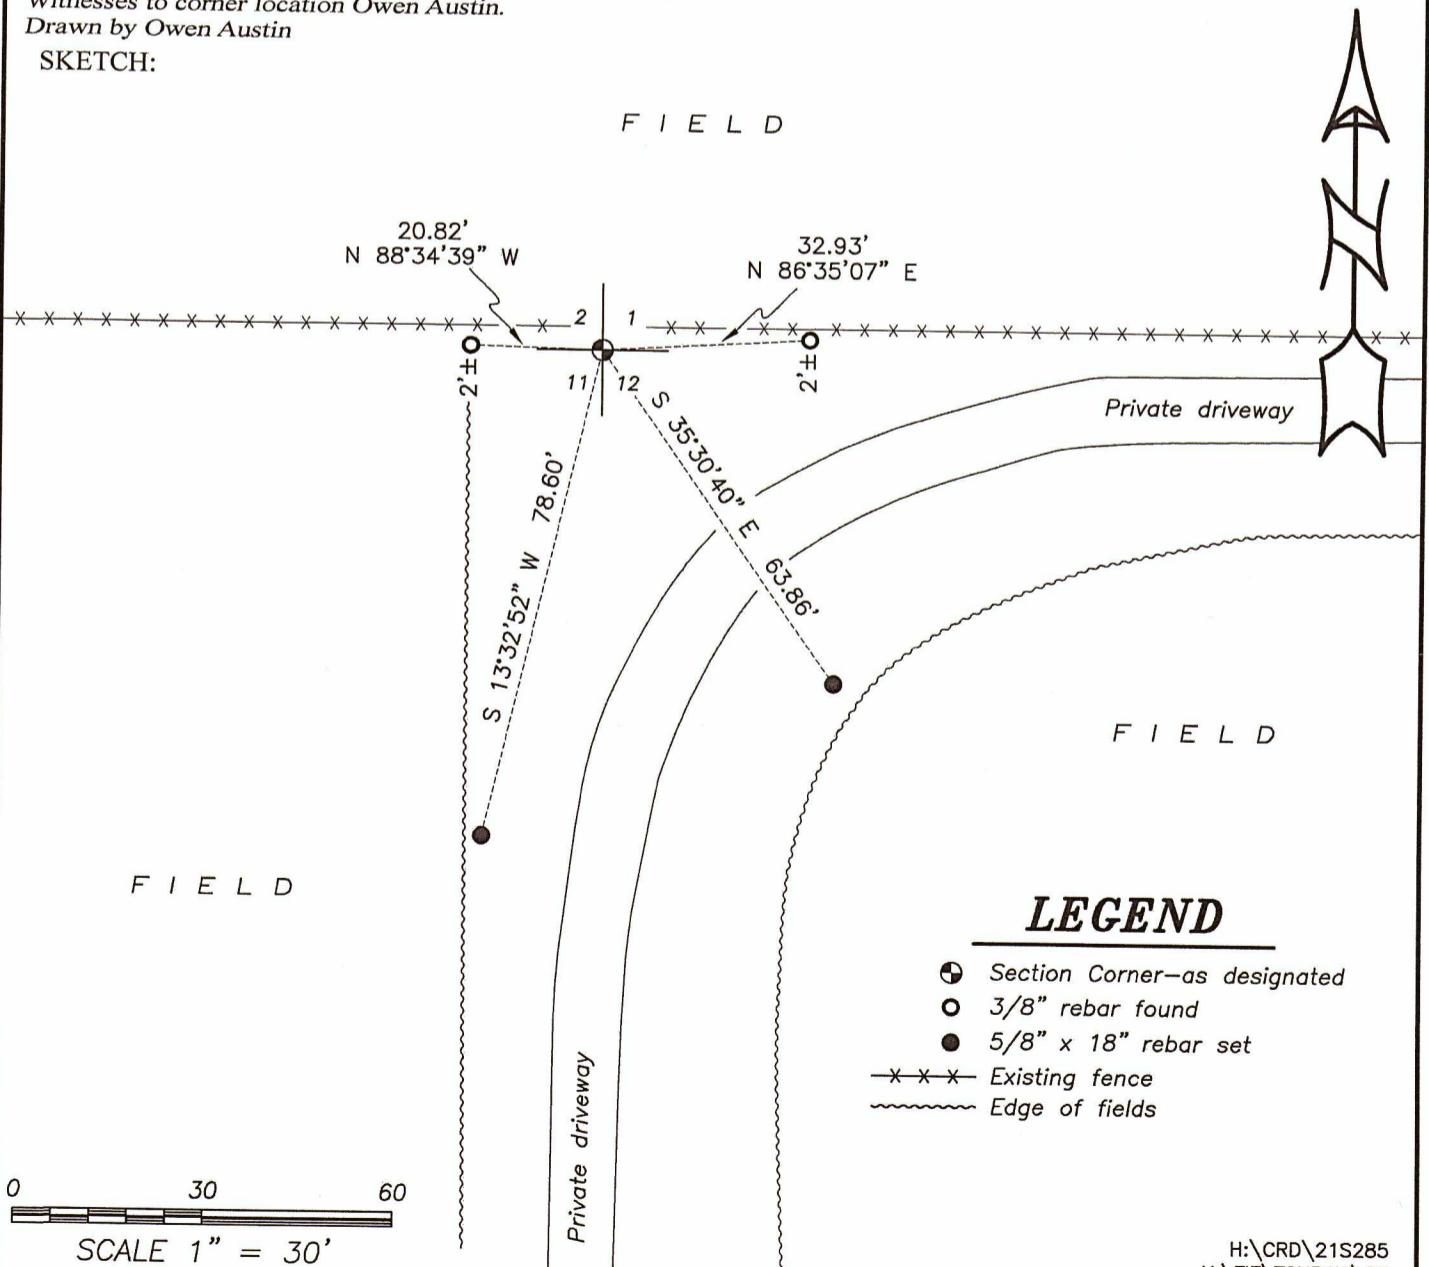 Witnesses to corner location Owen Austin.
Drawn by Owen Austin
SKETCH:
F I E L D
20.82'
N 88°34'39" W
32.93'
N 86°35'07" E
N
2 1
11 12
2'±
2'±
S 35°30'40" E 63.86'
S 13°32'52" W 78.60'
Private driveway
F I E L D
F I E L D
LEGEND
Section Corner-as designated
3/8" rebar found
5/8" x 18" rebar set
Existing fence
Edge of fields
Private driveway
0 30 60
SCALE 1" = 30'
H:\CRD\21S285